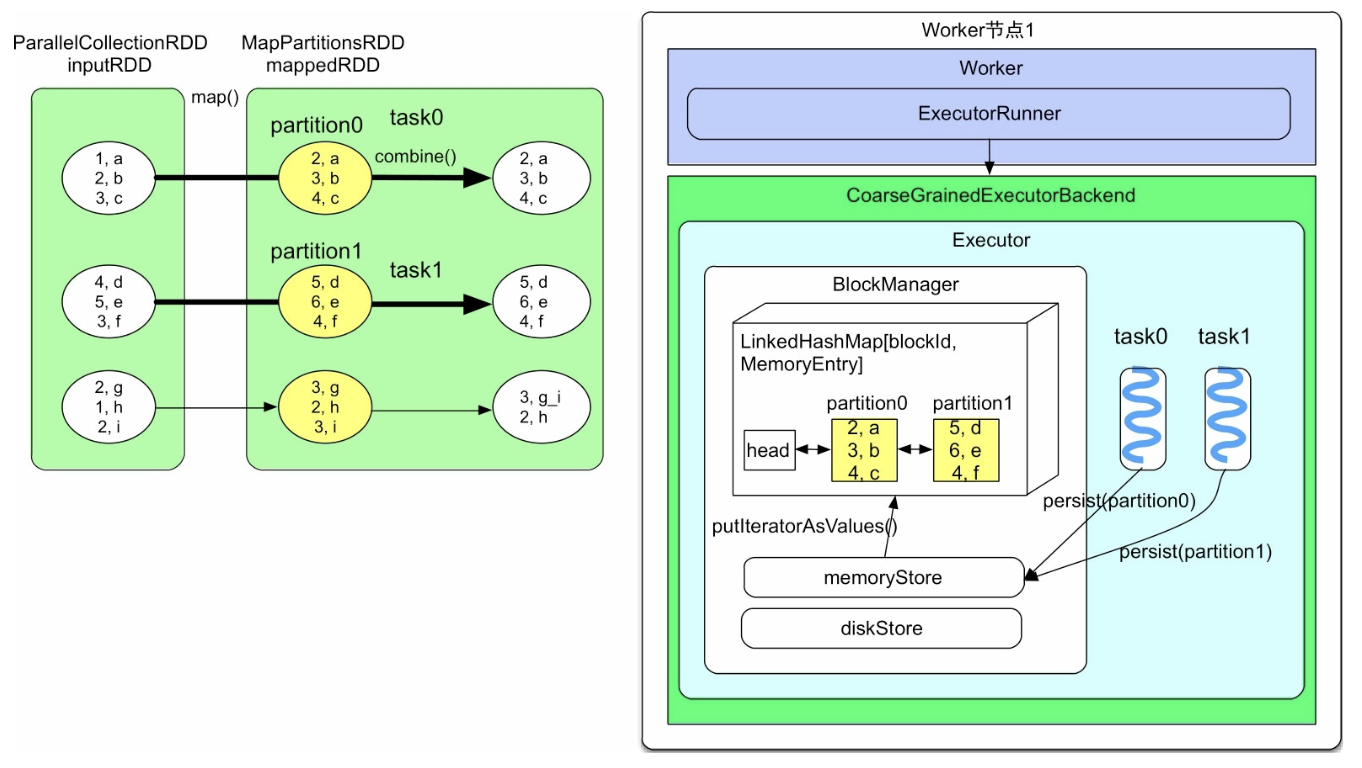 ParallelCollectionRDD
inputRDD
MapPartitionsRDD
mappedRDD
map()
partition0
task0
combine()
1, a
2, b
3, c
2, a
3, b
4, c
2, a
3, b
4, c
partition1
task1
4, d
5, e
3, f
5, d
6, e
4, f
5, d
6, e
4, f
2, g
1, h
2, i
3, g
2, h
3, i
3, g_i
2, h
Worker节点1
Worker
ExecutorRunner
CoarseGrainedExecutorBackend
Executor
BlockManager
LinkedHashMap[blockId,
MemoryEntry]
partition0
partition1
head
2, a
3, b
4, c
5, d
6, e
4, f
task0
task1
persist(partition0)
persist(partition1)
putIteratorAsValues()
memoryStore
diskStore